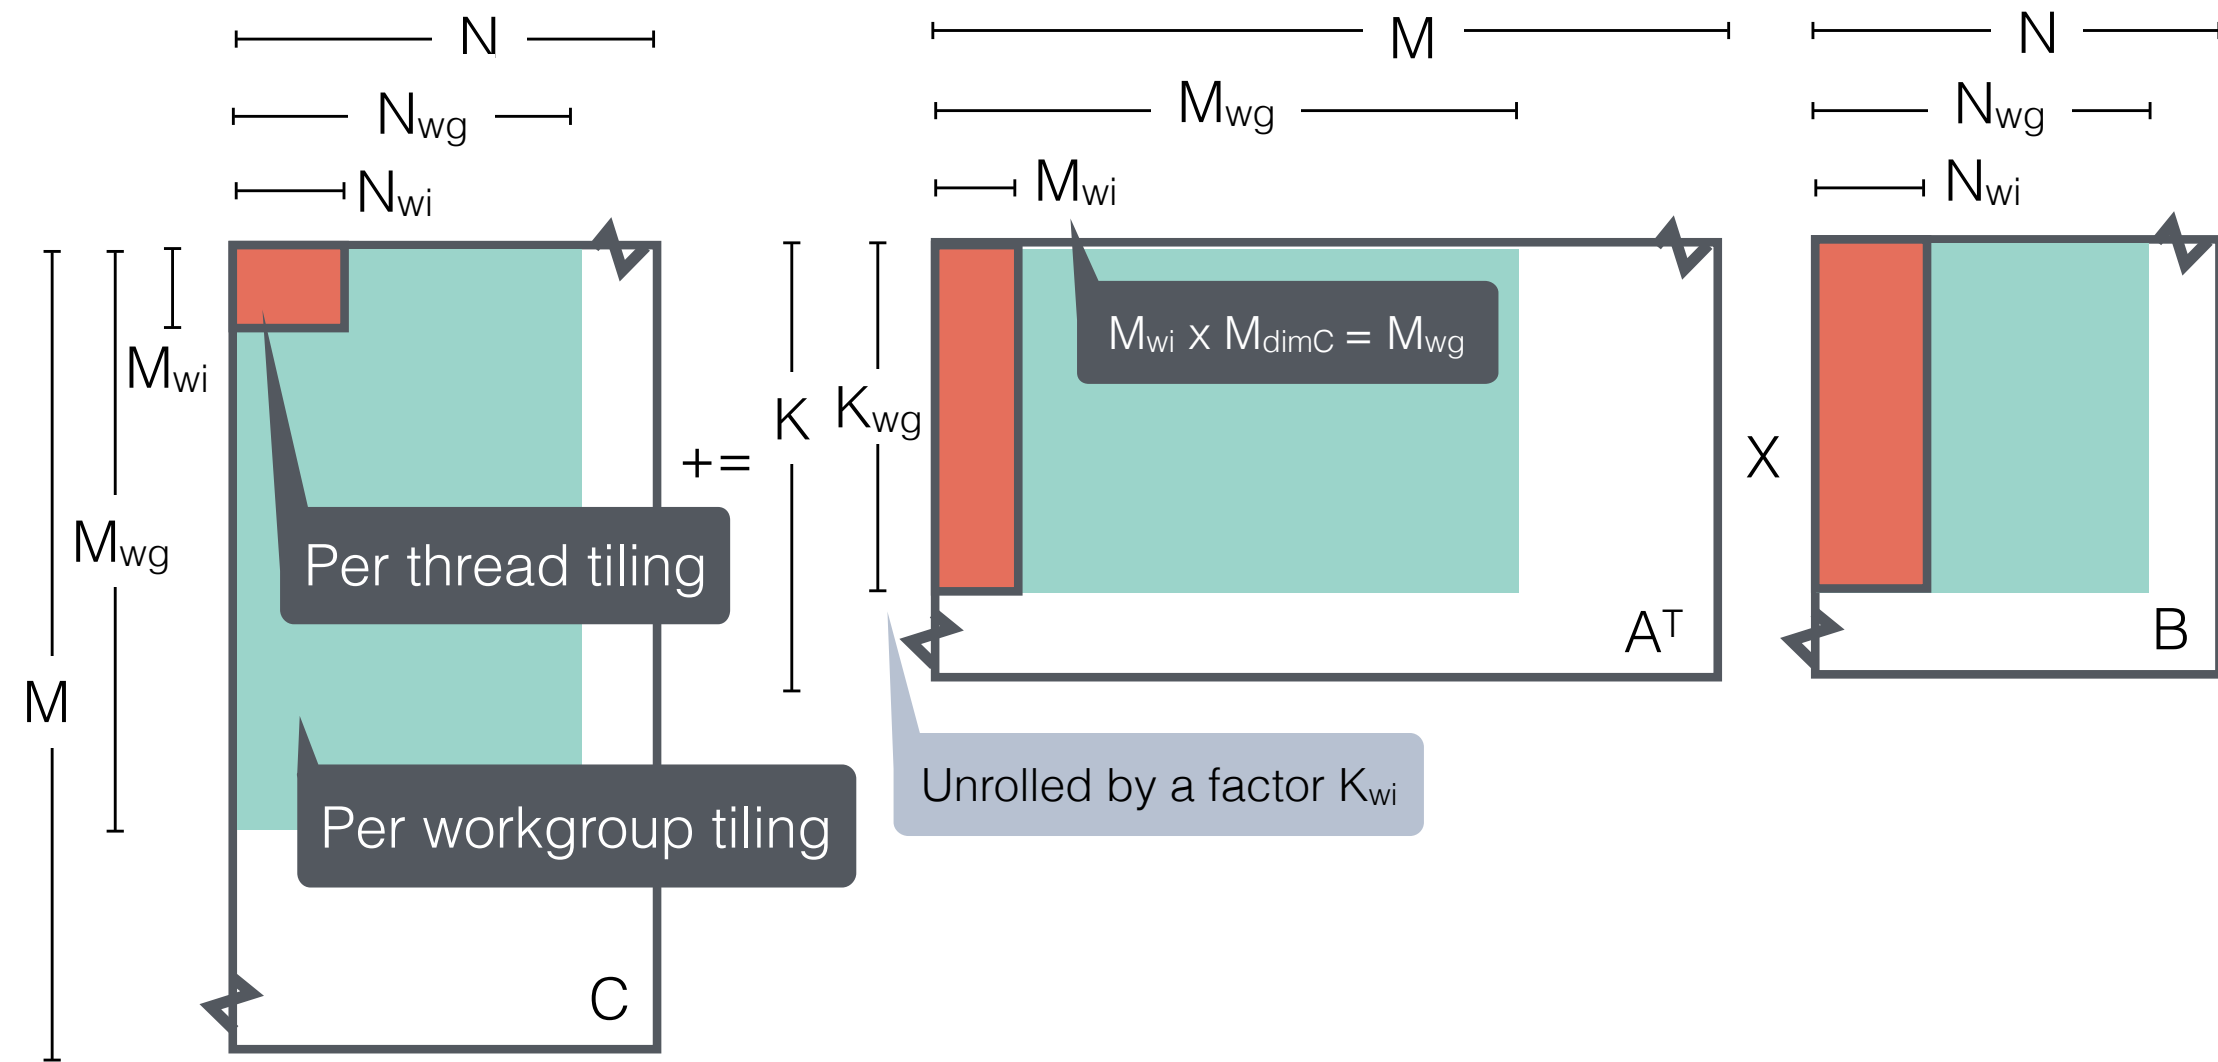 N
M
N
Nwg
Mwg
Nwg
Nwi
Mwi
Nwi
Mwi x MdimC = Mwg
Mwi
K
Kwg
+=
X
Mwg
Per thread tiling
Aᵀ
B
M
Unrolled by a factor Kwi
Per workgroup tiling
C